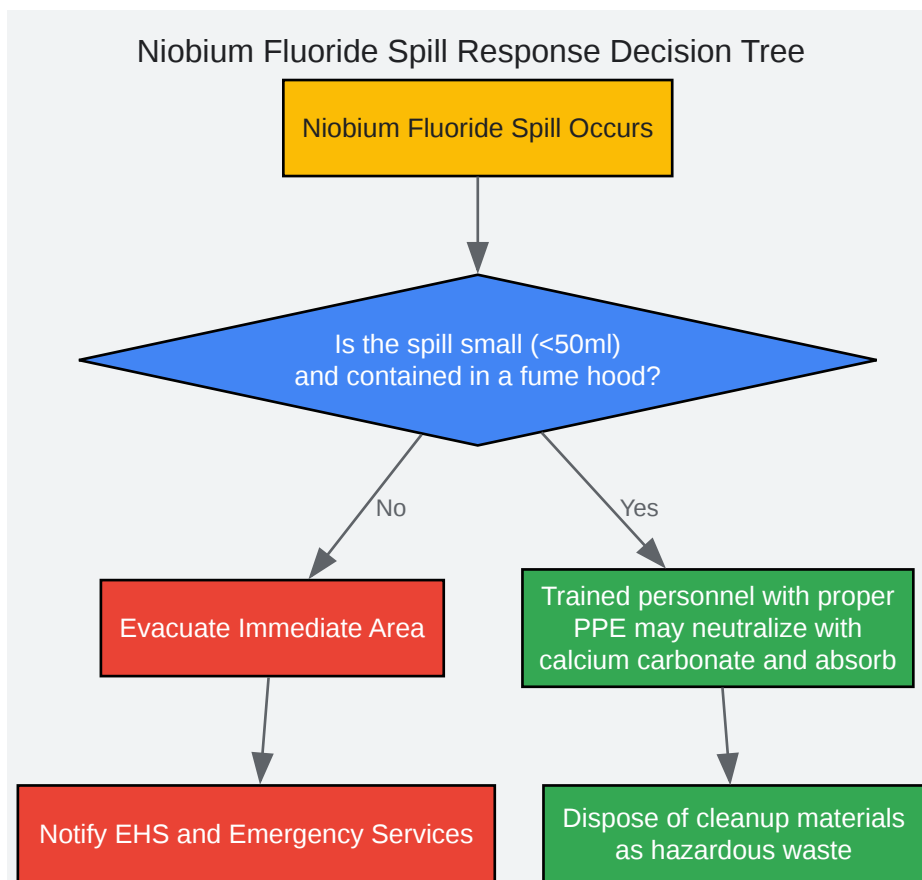 Niobium Fluoride Spill Response Decision Tree
Niobium Fluoride Spill Occurs
Is the spill small (<50ml)
and contained in a fume hood?
No
Yes
Evacuate Immediate Area
Trained personnel with proper
PPE may neutralize with
calcium carbonate and absorb
Notify EHS and Emergency Services
Dispose of cleanup materials
as hazardous waste